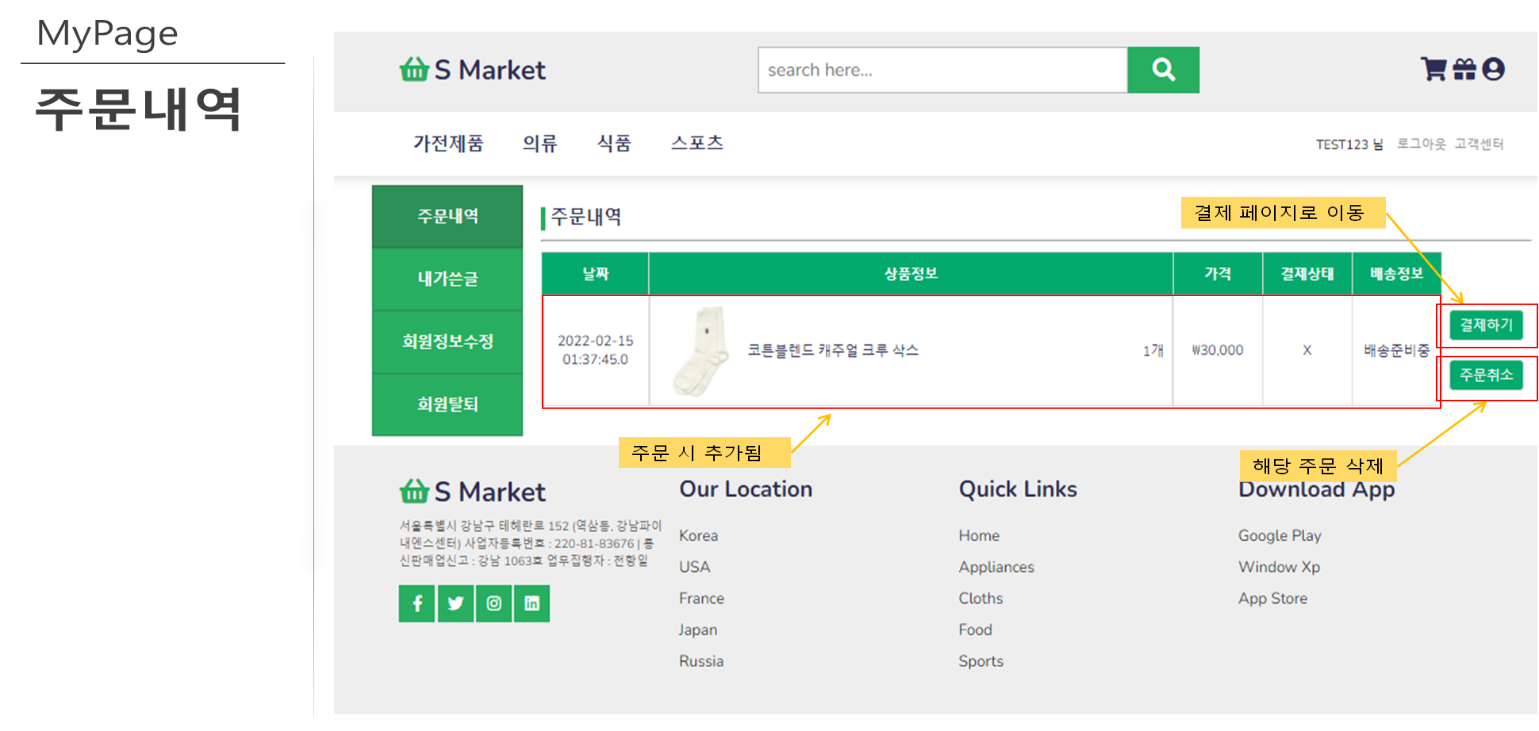 MyPage
주문내역
S Market
search here...
가전제품 의류 식품 스포츠
TEST123 님 로그아웃 고객센터
주문내역
내가쓴글
회원정보수정
회원탈퇴
주문내역
결제 페이지로 이동
날짜 상품정보 가격 결제상태 배송정보
2022-02-15
01:37:45.0
코튼블렌드 캐주얼 크루 삭스 1개 ₩30,000 X 배송준비중
결제하기
주문취소
주문 시 추가됨
해당 주문 삭제
S Market
서울특별시 강남구 테헤란로 152 (역삼동, 강남파이
내엔스센터) 사업자등록번호 : 220-81-83676 | 통
신판매업신고 : 강남 1063호 업무집행자 : 전항일
Our Location
Korea
USA
France
Japan
Russia
Quick Links
Home
Appliances
Cloths
Food
Sports
Download App
Google Play
Window Xp
App Store